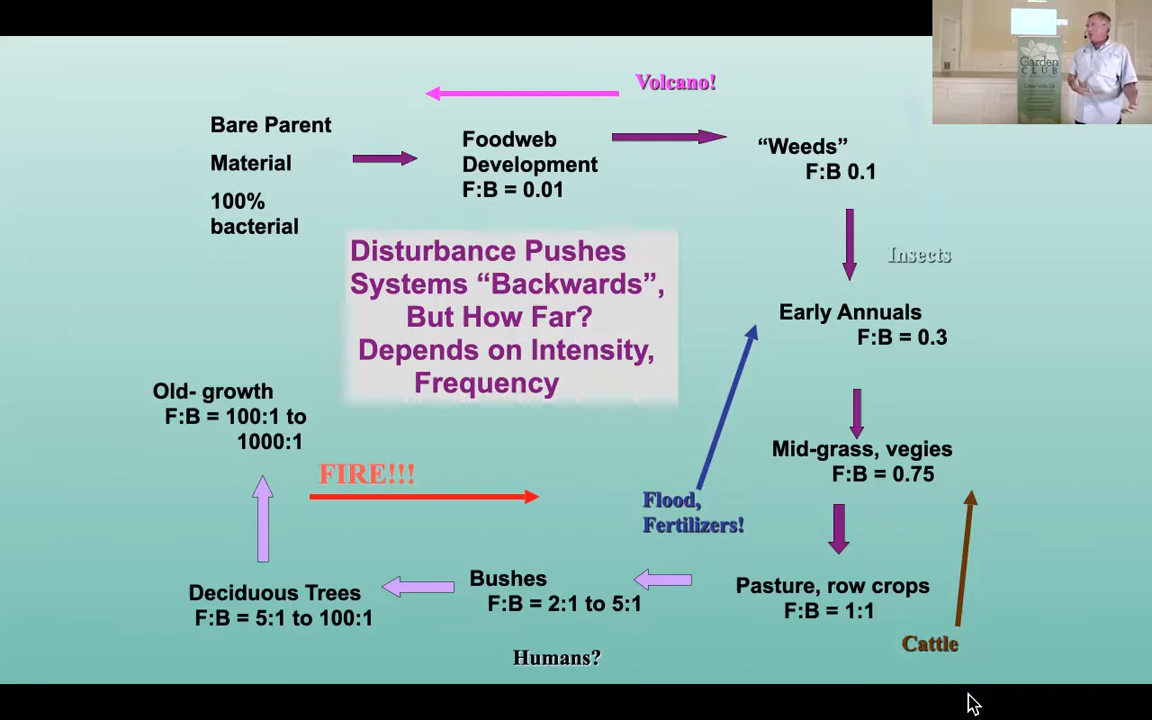 Volcano!
Bare Parent
Material
100%
bacterial
Foodweb
Development
F:B = 0.01
“Weeds”
F:B 0.1
Insects
Disturbance Pushes
Systems “Backwards”,
But How Far?
Depends on Intensity,
Frequency
Early Annuals
F:B = 0.3
Old- growth
F:B = 100:1 to
1000:1
Mid-grass, vegies
F:B = 0.75
FIRE!!!
Flood,
Fertilizers!
Deciduous Trees
F:B = 5:1 to 100:1
Bushes
F:B = 2:1 to 5:1
Pasture, row crops
F:B = 1:1
Cattle
Humans?
Garden
CLUB